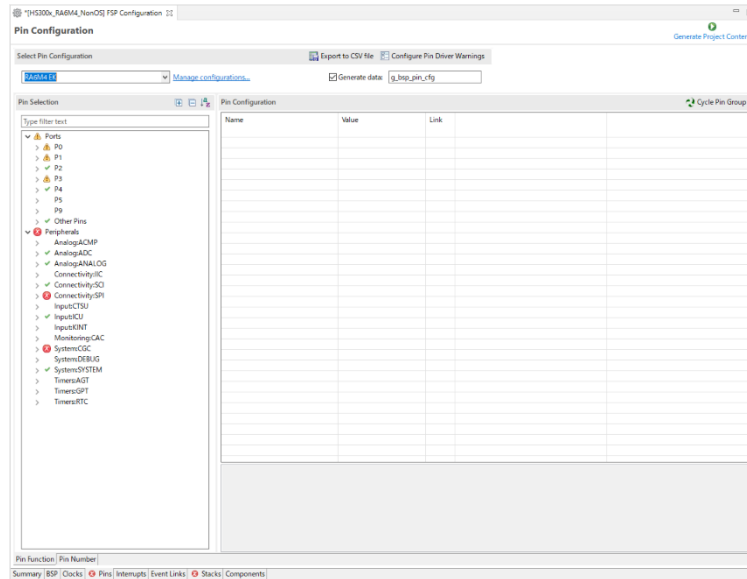 *[HS300x_RA6M4_NonOS] FSP Configuration
Pin Configuration
Generate Project Conten
Select Pin Configuration
Export to CSV file
Configure Pin Driver Warnings
RA6M4 EK
Manage configurations...
Generate data:
g_bsp_pin_cfg
Pin Selection
Pin Configuration
Cycle Pin Group
Type filter text
Name
Value
Link
Ports
P0
P1
P2
P3
P4
P5
P9
Other Pins
Peripherals
Analog:ACMP
Analog:ADC
Analog:ANALOG
Connectivity:IIC
Connectivity:SCI
Connectivity:SPI
Input:CTSU
Input:ICU
Input:KINT
Monitoring:CAC
System:CGC
System:DEBUG
System:SYSTEM
Timers:AGT
Timers:GPT
Timers:RTC
Pin Function Pin Number
Summary BSP Clocks Pins Interrupts Event Links Stacks Components